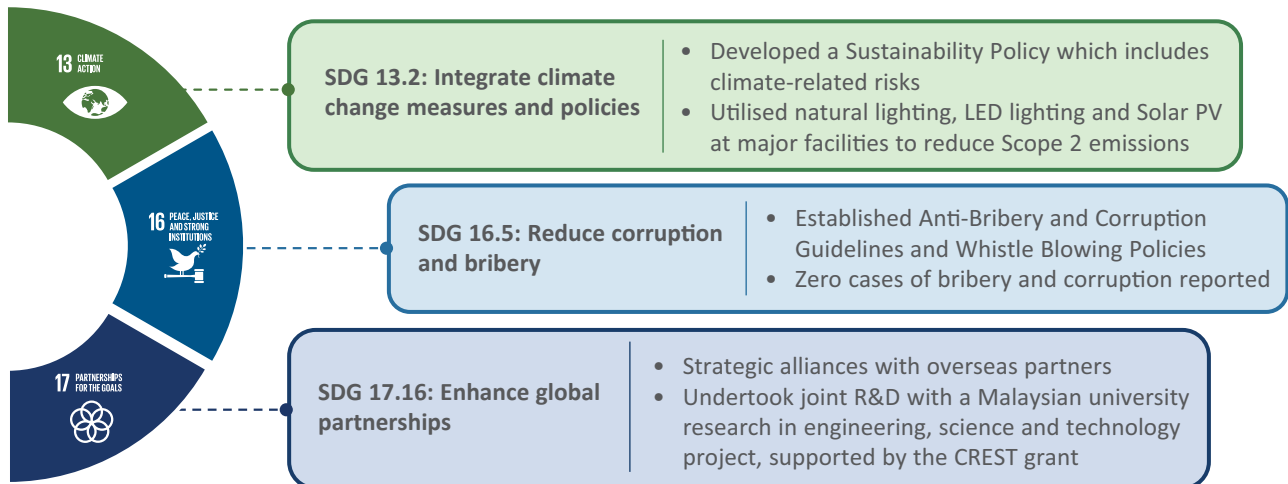 13 CLIMATE
ACTION
SDG 13.2: Integrate climate
change measures and policies
• Developed a Sustainability Policy which includes
climate-related risks
• Utilised natural lighting, LED lighting and Solar PV
at major facilities to reduce Scope 2 emissions
16 PEACE, JUSTICE
AND STRONG
INSTITUTIONS
SDG 16.5: Reduce corruption
and bribery
• Established Anti-Bribery and Corruption
Guidelines and Whistle Blowing Policies
• Zero cases of bribery and corruption reported
17 PARTNERSHIPS
FOR THE GOALS
SDG 17.16: Enhance global
partnerships
• Strategic alliances with overseas partners
• Undertook joint R&D with a Malaysian university
research in engineering, science and technology
project, supported by the CREST grant